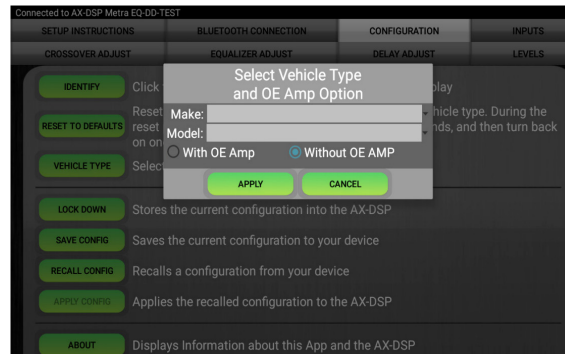 Connected to AX-DSP Metra EQ-DD-TEST
SETUP INSTRUCTIONS BLUETOOTH CONNECTION CONFIGURATION INPUTS
CROSSOVER ADJUST EQUALIZER ADJUST DELAY ADJUST LEVELS
Select Vehicle Type
and OE Amp Option
Make:
Model:
With OE Amp Without OE AMP
APPLY CANCEL
IDENTIFY Click play
Reset hicle type. During the
RESET TO DEFAULTS reset nds, and then turn back
on on
VEHICLE TYPE Select
LOCK DOWN Stores the current configuration into the AX-DSP
SAVE CONFIG Saves the current configuration to your device
RECALL CONFIG Recalls a configuration from your device
APPLY CONFIG Applies the recalled configuration to the AX-DSP
ABOUT Displays Information about this App and the AX-DSP